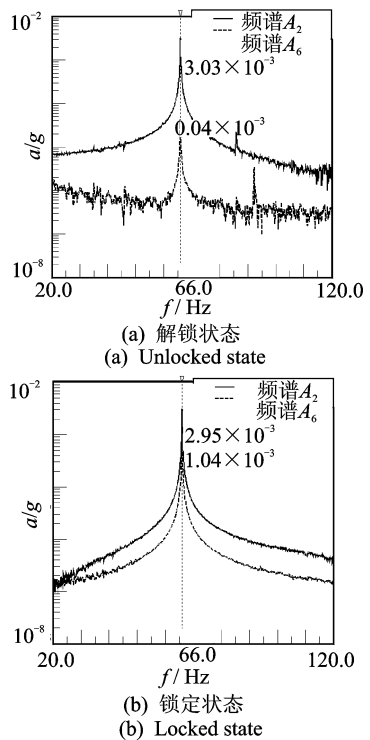 10⁻²
频谱A₂
频谱A₆
3.03×10⁻³
0.04×10⁻³
a/g
10⁻⁸
20.0 66.0 120.0
f / Hz
(a) 解锁状态
(a) Unlocked state
10⁻²
频谱A₂
频谱A₆
2.95×10⁻³
1.04×10⁻³
a/g
10⁻⁸
20.0 66.0 120.0
f / Hz
(b) 锁定状态
(b) Locked state